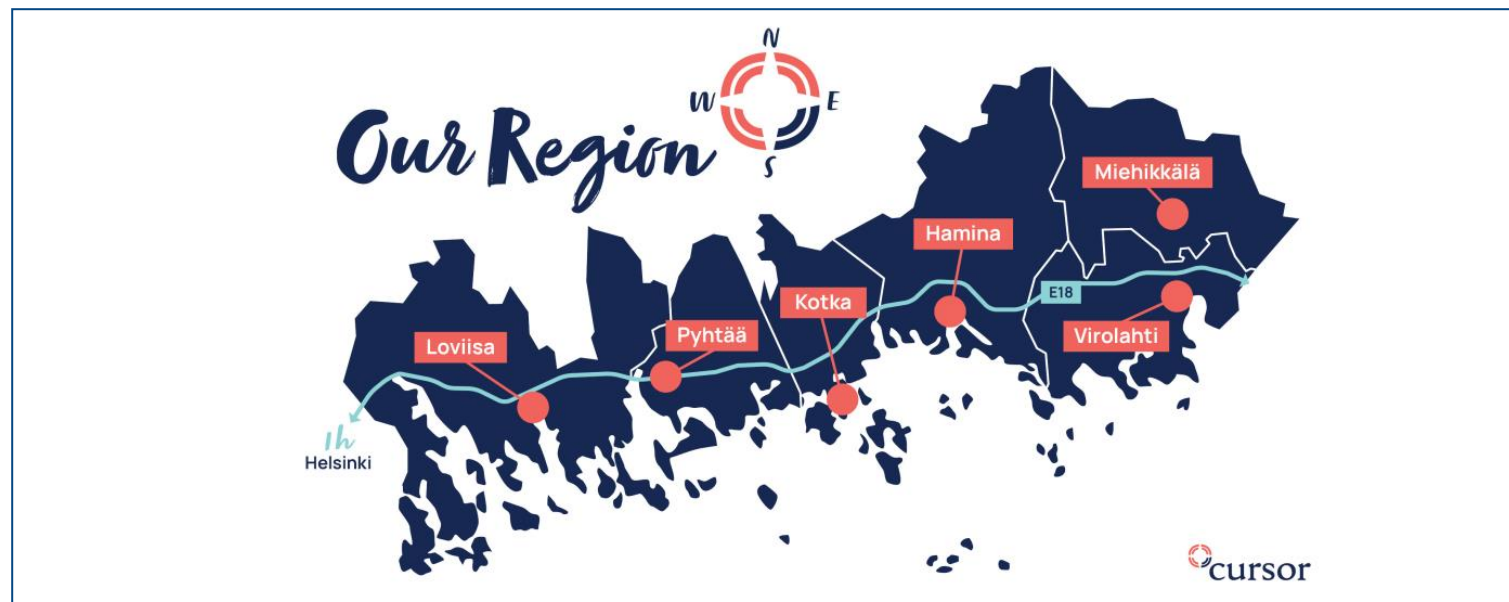 N
W
E
S
Our Region
Miehikkälä
Hamina
E18
Kotka
Virolahti
Pyhtää
Loviisa
1h
Helsinki
cursor